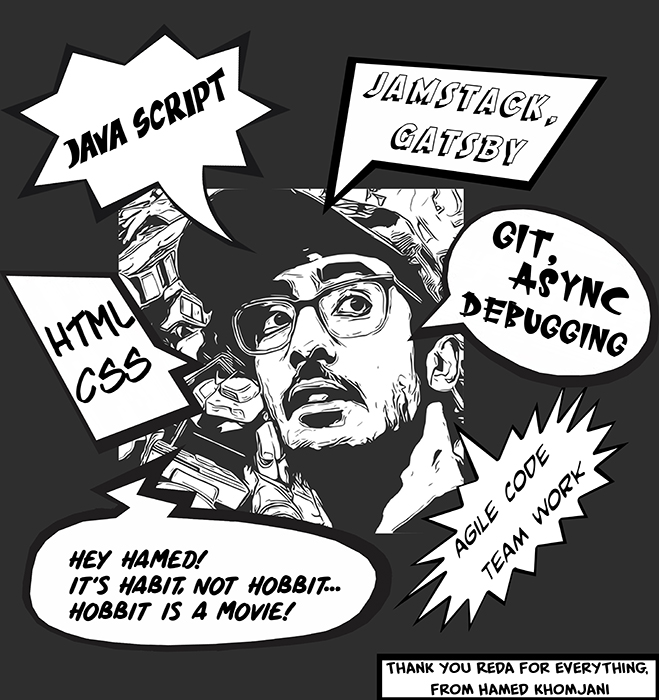 JAVA SCRIPT
JAMSTACK,
GATSBY
GIT,
ASYNC
DEBUGGING
HTML
CSS
AGILE CODE
TEAM WORK
HEY HAMED!
IT'S HABIT, NOT HOBBIT...
HOBBIT IS A MOVIE!
THANK YOU REDA FOR EVERYTHING,
FROM HAMED KHOMJANI